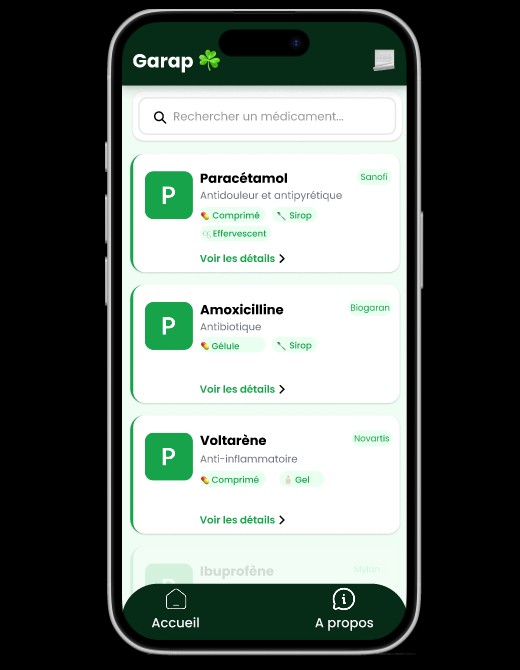 Garap
Rechercher un médicament...
P
Paracétamol
Sanofi
Antidouleur et antipyrétique
Comprimé
Sirop
Effervescent
Voir les détails
P
Amoxicilline
Biogaran
Antibiotique
Gélule
Sirop
Voir les détails
P
Voltarène
Novartis
Anti-inflammatoire
Comprimé
Gel
Voir les détails
P
Ibuprofène
Mylan
Accueil
A propos